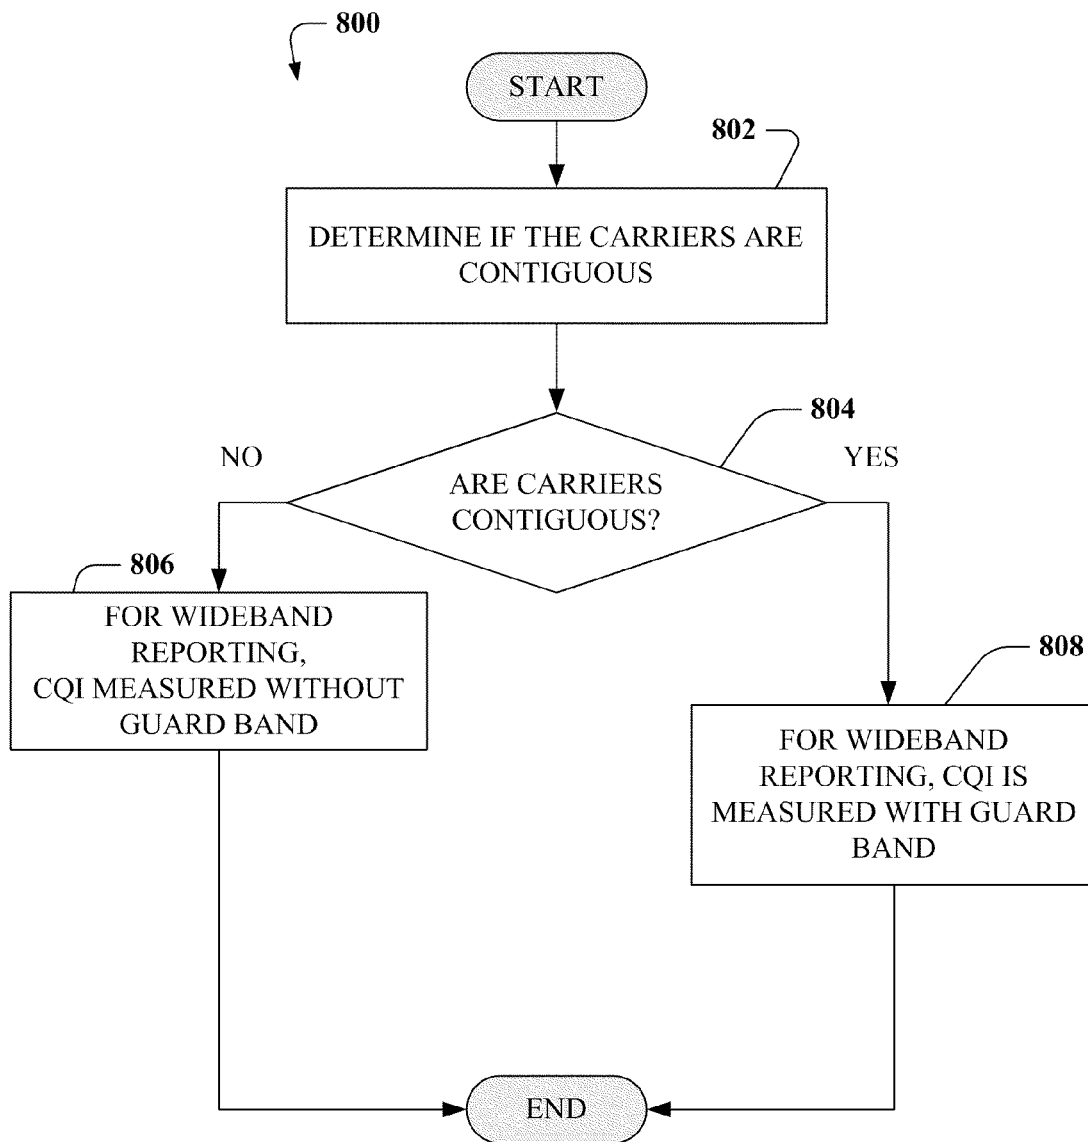 800
START
802
DETERMINE IF THE CARRIERS ARE
CONTIGUOUS
804
NO
YES
ARE CARRIERS
CONTIGUOUS?
806
FOR WIDEBAND
REPORTING,
CQI MEASURED WITHOUT
GUARD BAND
808
FOR WIDEBAND
REPORTING, CQI IS
MEASURED WITH GUARD
BAND
END